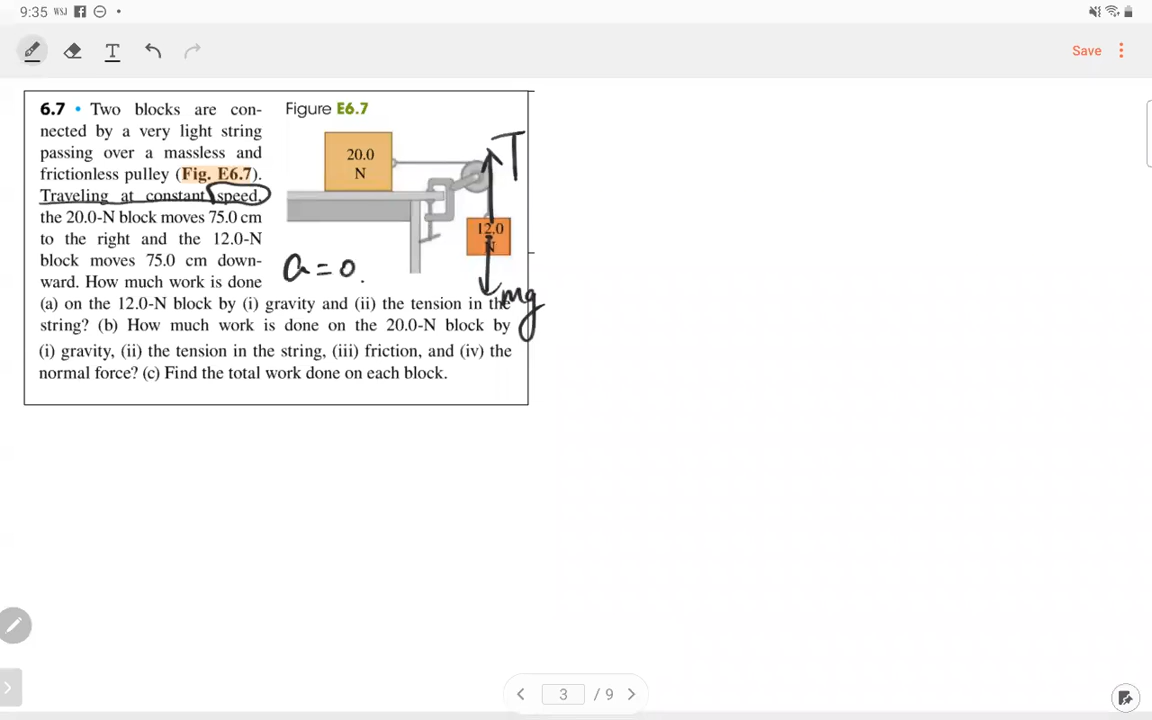 9:35 WSJ
Save
6.7 • Two blocks are con-
nected by a very light string
passing over a massless and
frictionless pulley (Fig. E6.7).
Traveling at constant speed,
the 20.0-N block moves 75.0 cm
to the right and the 12.0-N
block moves 75.0 cm down-
ward. How much work is done
(a) on the 12.0-N block by (i) gravity and (ii) the tension in the
string? (b) How much work is done on the 20.0-N block by
(i) gravity, (ii) the tension in the string, (iii) friction, and (iv) the
normal force? (c) Find the total work done on each block.
Figure E6.7
20.0
N
T
12.0
N
a = 0.
mg
3 / 9